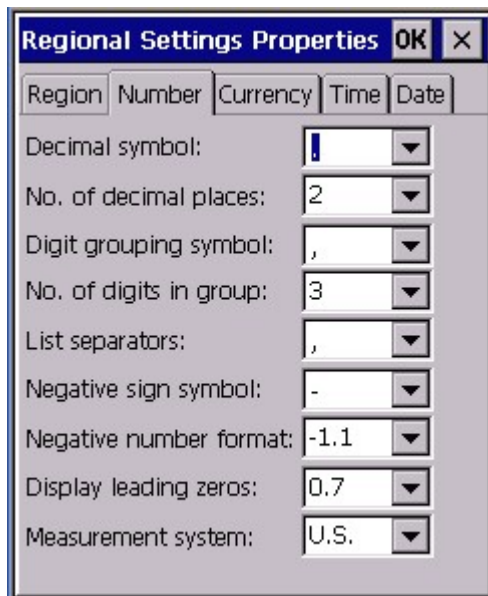 Regional Settings Properties OK ×
Region Number Currency Time Date
Decimal symbol: .
No. of decimal places: 2
Digit grouping symbol: ,
No. of digits in group: 3
List separators: ,
Negative sign symbol: -
Negative number format: -1.1
Display leading zeros: 0.7
Measurement system: U.S.